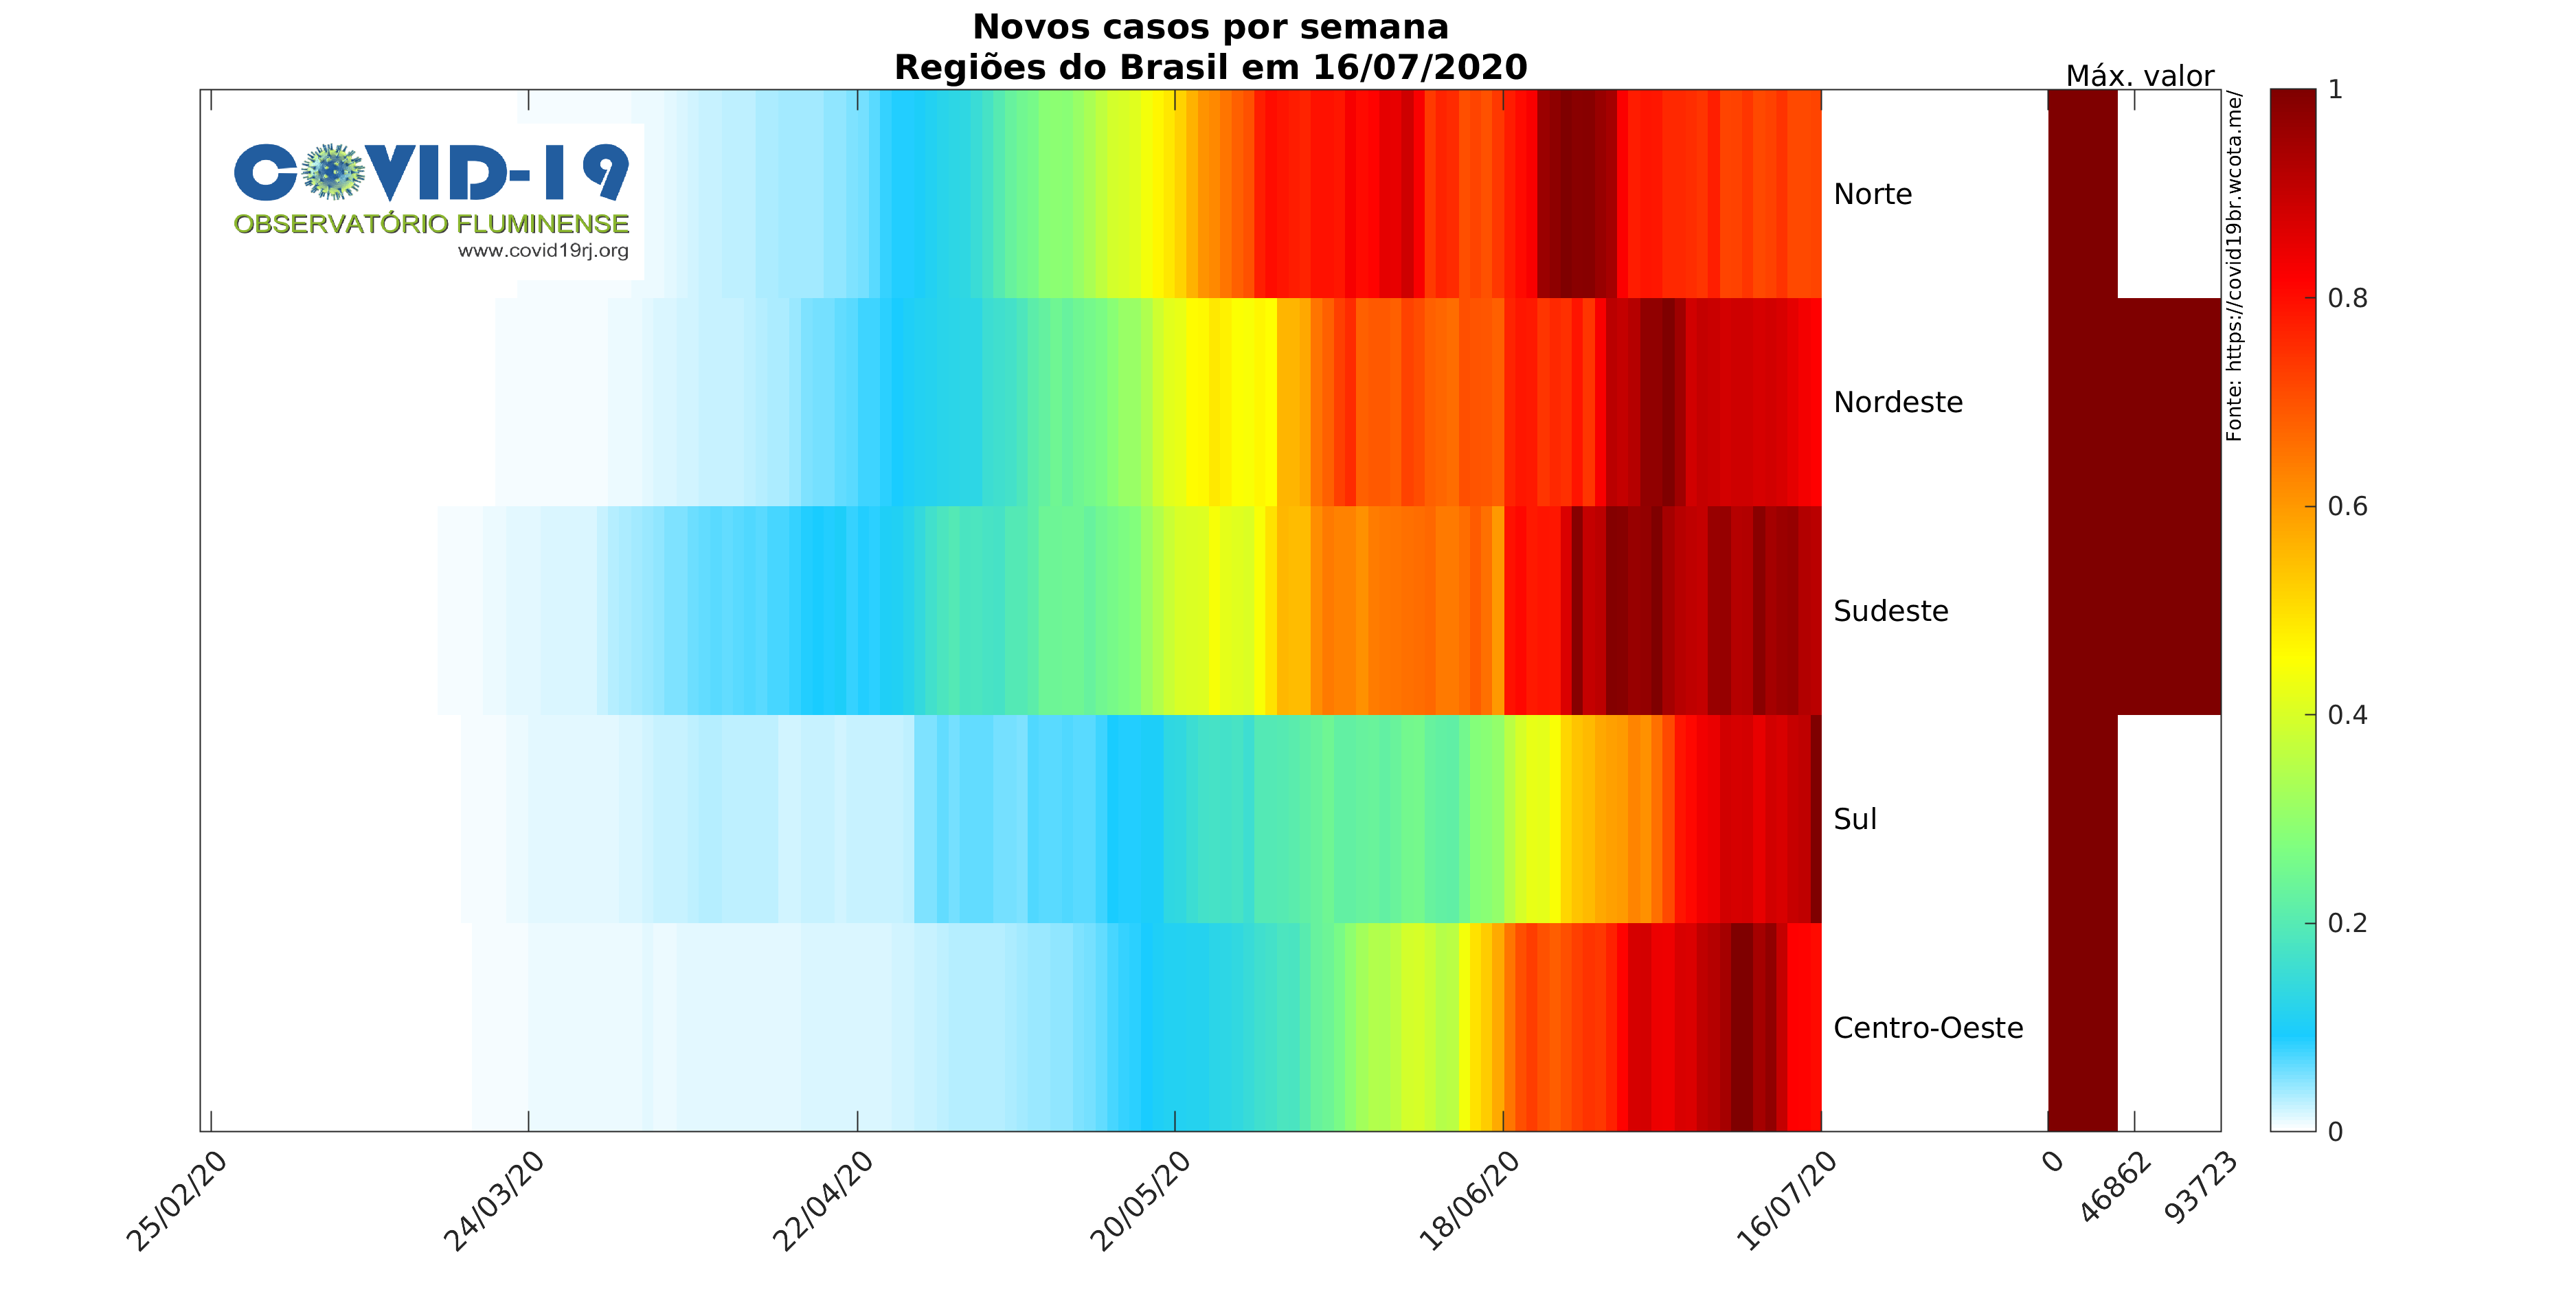 Novos casos por semana
Regiões do Brasil em 16/07/2020
Máx. valor
COVID-19
OBSERVATÓRIO FLUMINENSE
www.covid19rj.org
Norte
Nordeste
Sudeste
Sul
Centro-Oeste
Fonte: https://covid19br.wcota.me/
1
0.8
0.6
0.4
0.2
0
25/02/20
24/03/20
22/04/20
20/05/20
18/06/20
16/07/20
0
46862
93723